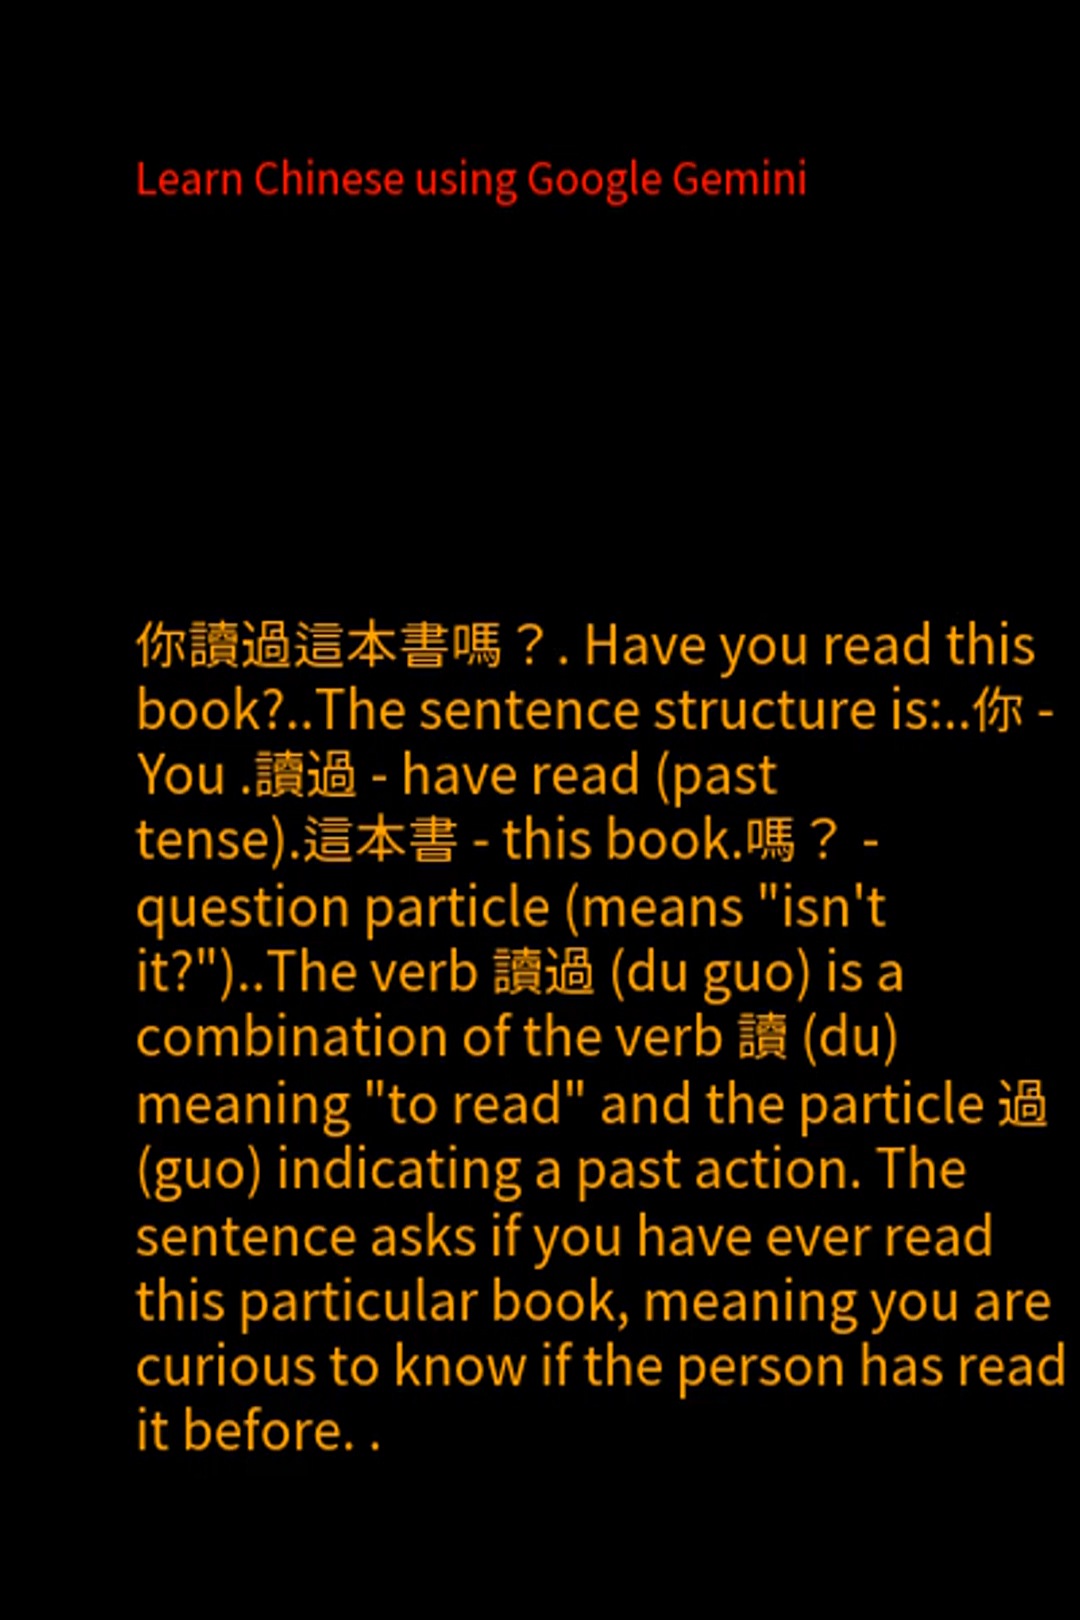 Learn Chinese using Google Gemini
你讀過這本書嗎？. Have you read this
book?..The sentence structure is:..你 -
You .讀過 - have read (past
tense).這本書 - this book.嗎？ -
question particle (means "isn't
it?")..The verb 讀過 (du guo) is a
combination of the verb 讀 (du)
meaning "to read" and the particle 過
(guo) indicating a past action. The
sentence asks if you have ever read
this particular book, meaning you are
curious to know if the person has read
it before. .